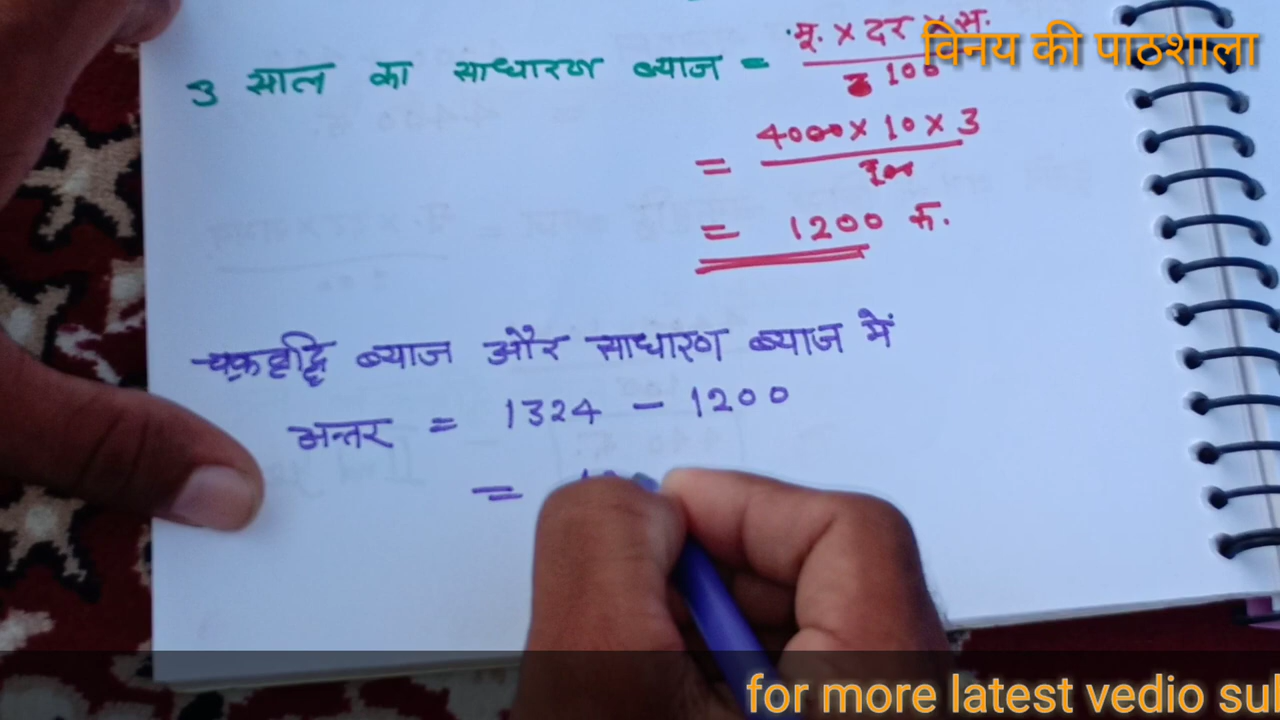 विनय की पाठशाला
3 साल का साधारण ब्याज = मू. × दर × स.
100
= 4000 × 10 × 3
100
= 1200 रु.
चक्रवृद्धि ब्याज और साधारण ब्याज में
अन्तर = 1324 - 1200
=
for more latest vedio sul